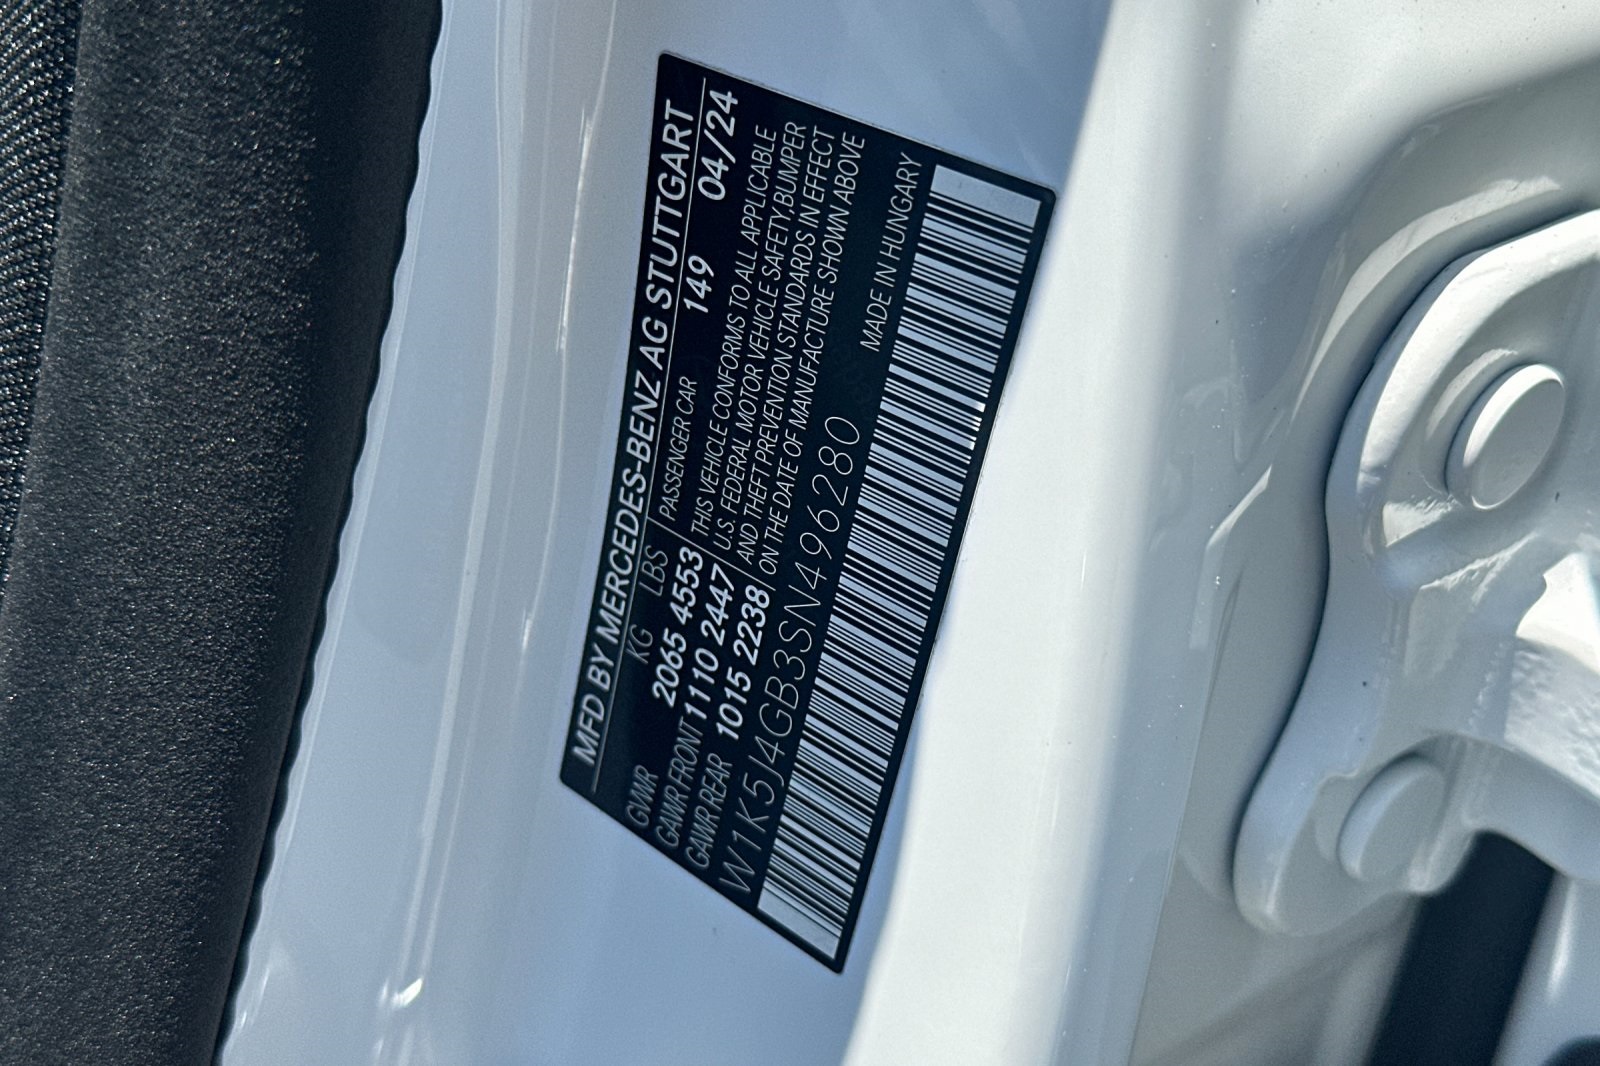 MFD BY MERCEDES-BENZ AG STUTTGART
KG LBS PASSENGER CAR 149 04/24
GVWR 2065 4553 THIS VEHICLE CONFORMS TO ALL APPLICABLE
GAWR FRONT 1110 2447 U.S. FEDERAL MOTOR VEHICLE SAFETY,BUMPER
GAWR REAR 1015 2238 AND THEFT PREVENTION STANDARDS IN EFFECT
ON THE DATE OF MANUFACTURE SHOWN ABOVE
W1K5J4GB3SN496280 MADE IN HUNGARY